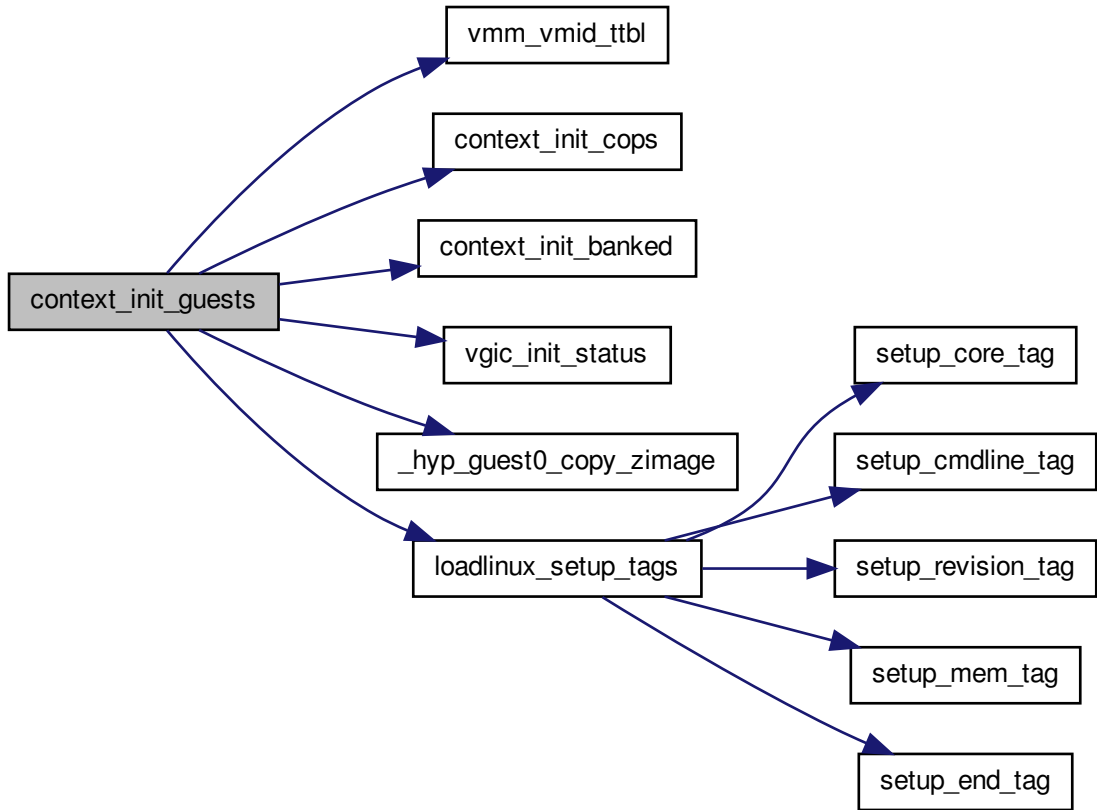 vmm_vmid_ttbl
context_init_cops
context_init_banked
context_init_guests
vgic_init_status
setup_core_tag
_hyp_guest0_copy_zimage
setup_cmdline_tag
loadlinux_setup_tags
setup_revision_tag
setup_mem_tag
setup_end_tag